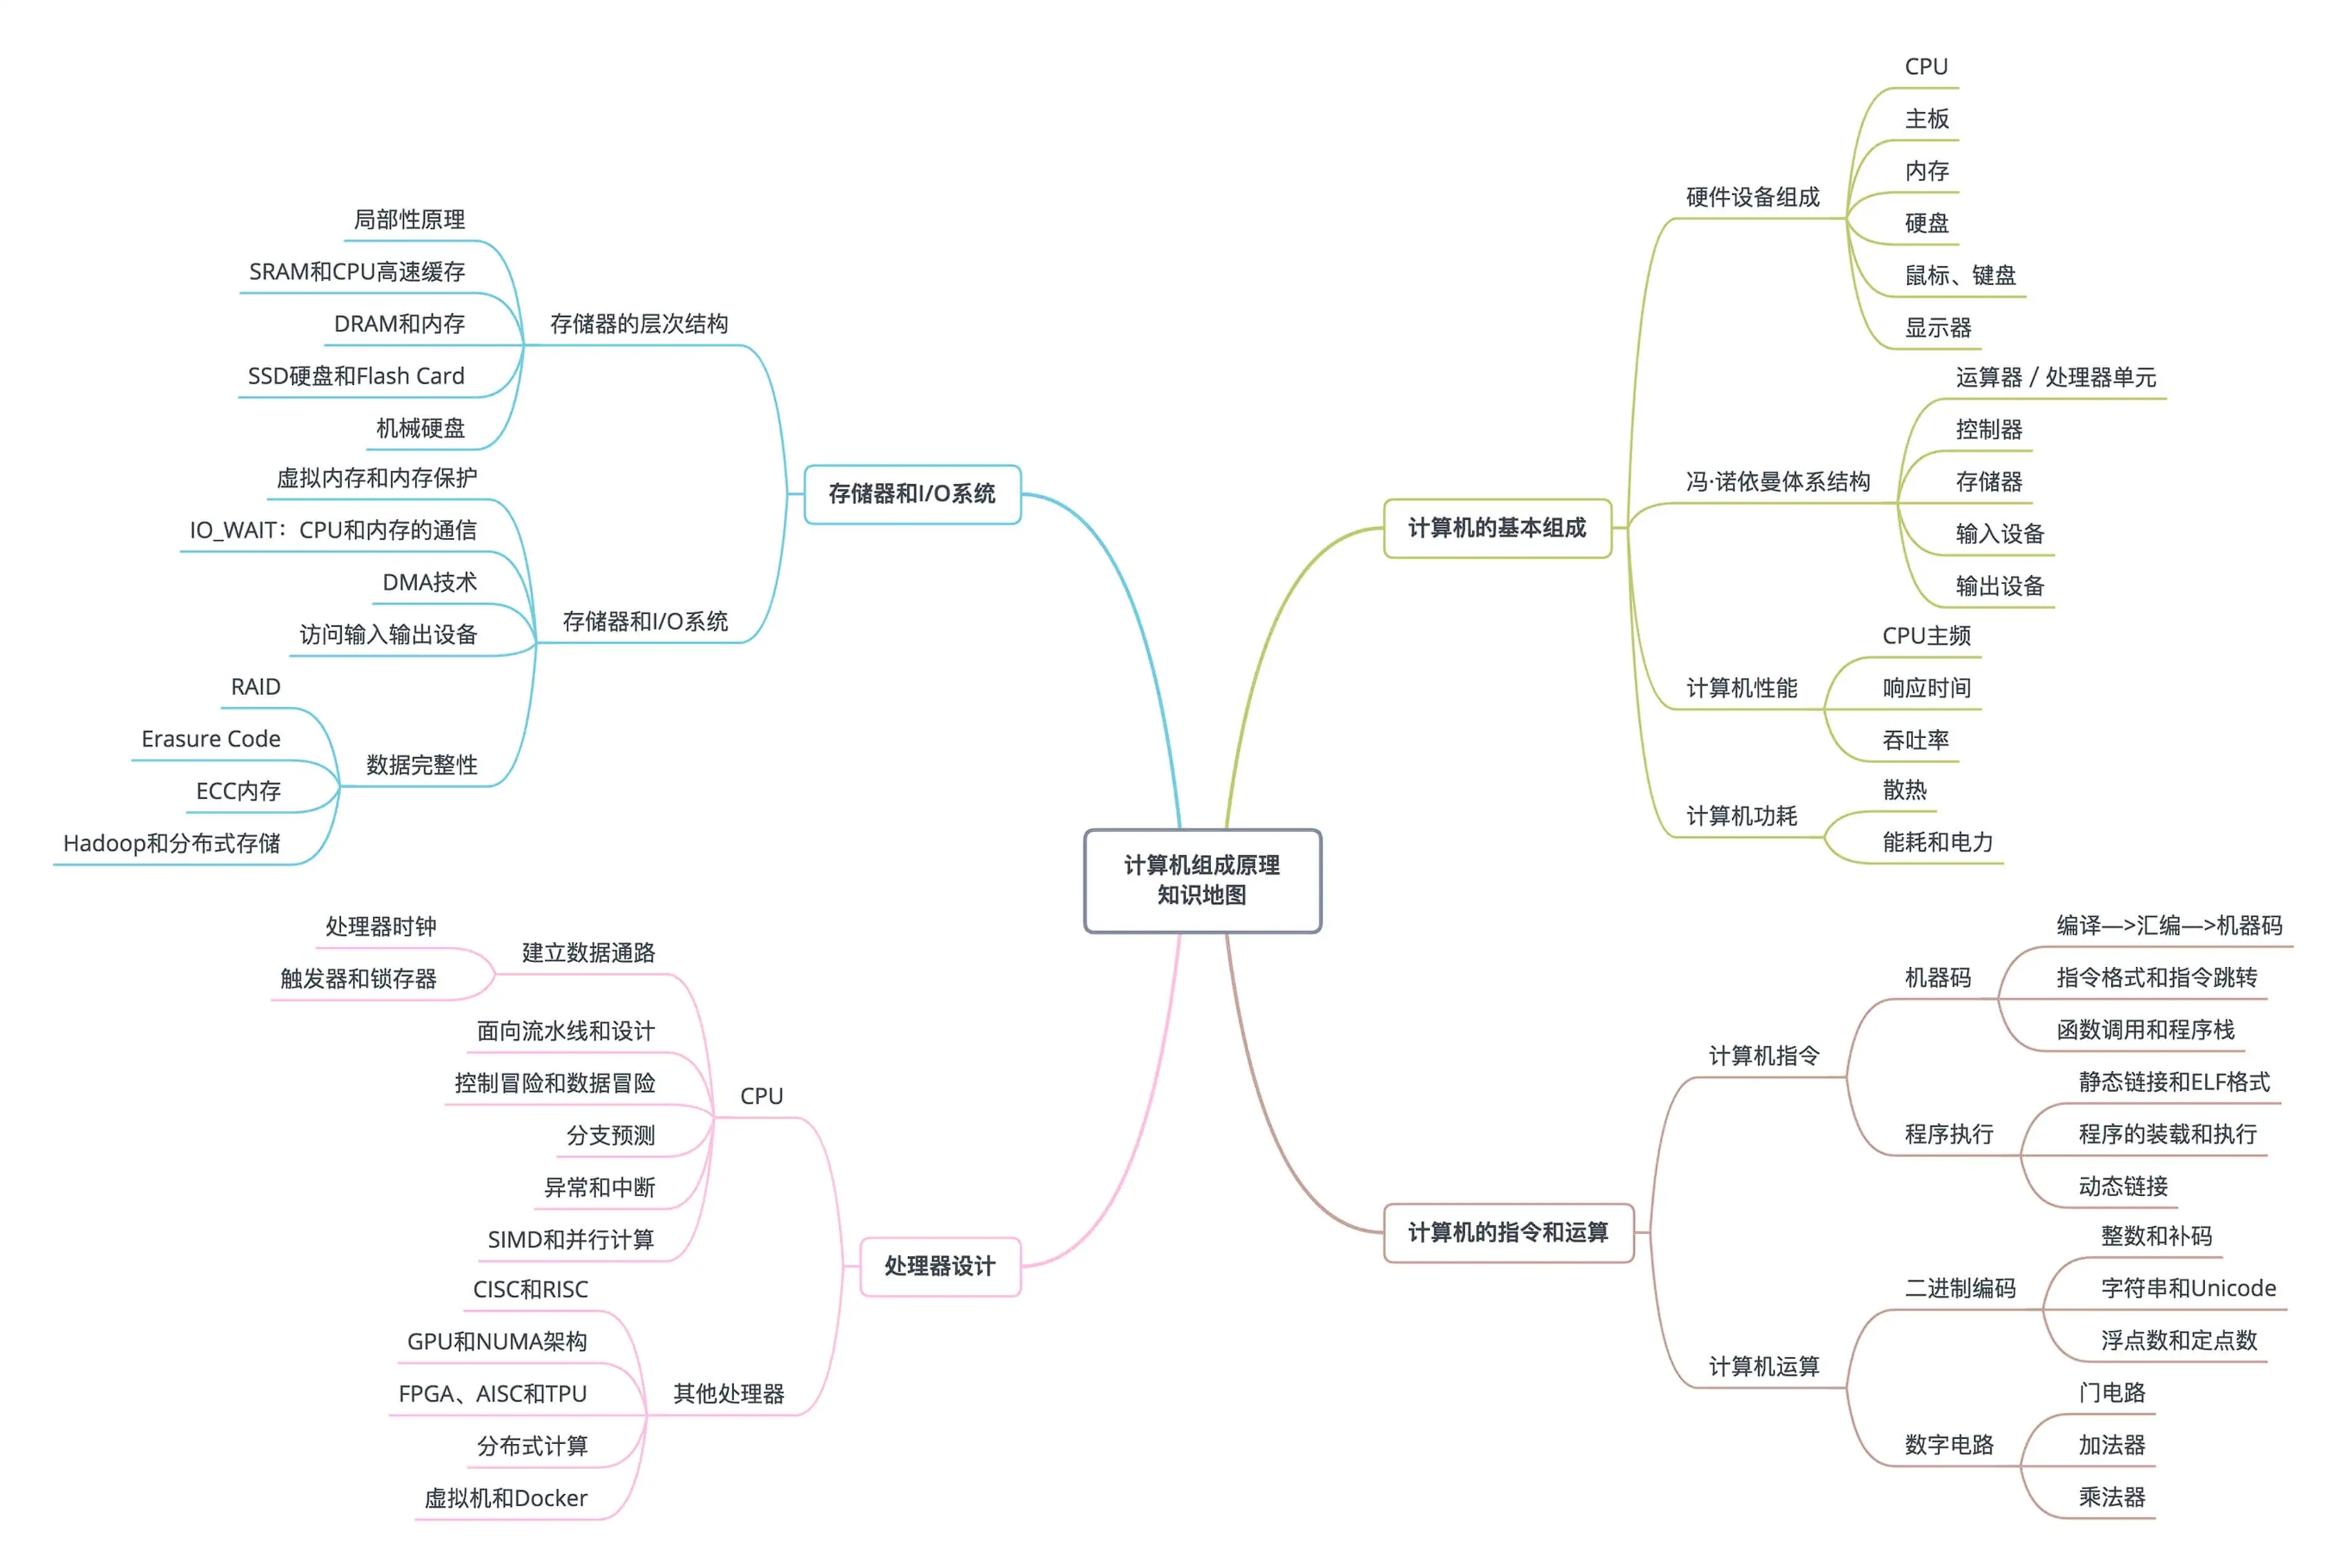 计算机组成原理
知识地图
计算机的基本组成
硬件设备组成
CPU
主板
内存
硬盘
鼠标、键盘
显示器
冯·诺依曼体系结构
运算器 / 处理器单元
控制器
存储器
输入设备
输出设备
计算机性能
CPU主频
响应时间
吞吐率
计算机功耗
散热
能耗和电力
计算机的指令和运算
计算机指令
机器码
编译—>汇编—>机器码
指令格式和指令跳转
函数调用和程序栈
程序执行
静态链接和ELF格式
程序的装载和执行
动态链接
计算机运算
二进制编码
整数和补码
字符串和Unicode
浮点数和定点数
数字电路
门电路
加法器
乘法器
存储器和I/O系统
存储器的层次结构
局部性原理
SRAM和CPU高速缓存
DRAM和内存
SSD硬盘和Flash Card
机械硬盘
存储器和I/O系统
虚拟内存和内存保护
IO_WAIT：CPU和内存的通信
DMA技术
访问输入输出设备
数据完整性
RAID
Erasure Code
ECC内存
Hadoop和分布式存储
处理器设计
CPU
建立数据通路
处理器时钟
触发器和锁存器
面向流水线和设计
控制冒险和数据冒险
分支预测
异常和中断
SIMD和并行计算
其他处理器
CISC和RISC
GPU和NUMA架构
FPGA、AISC和TPU
分布式计算
虚拟机和Docker